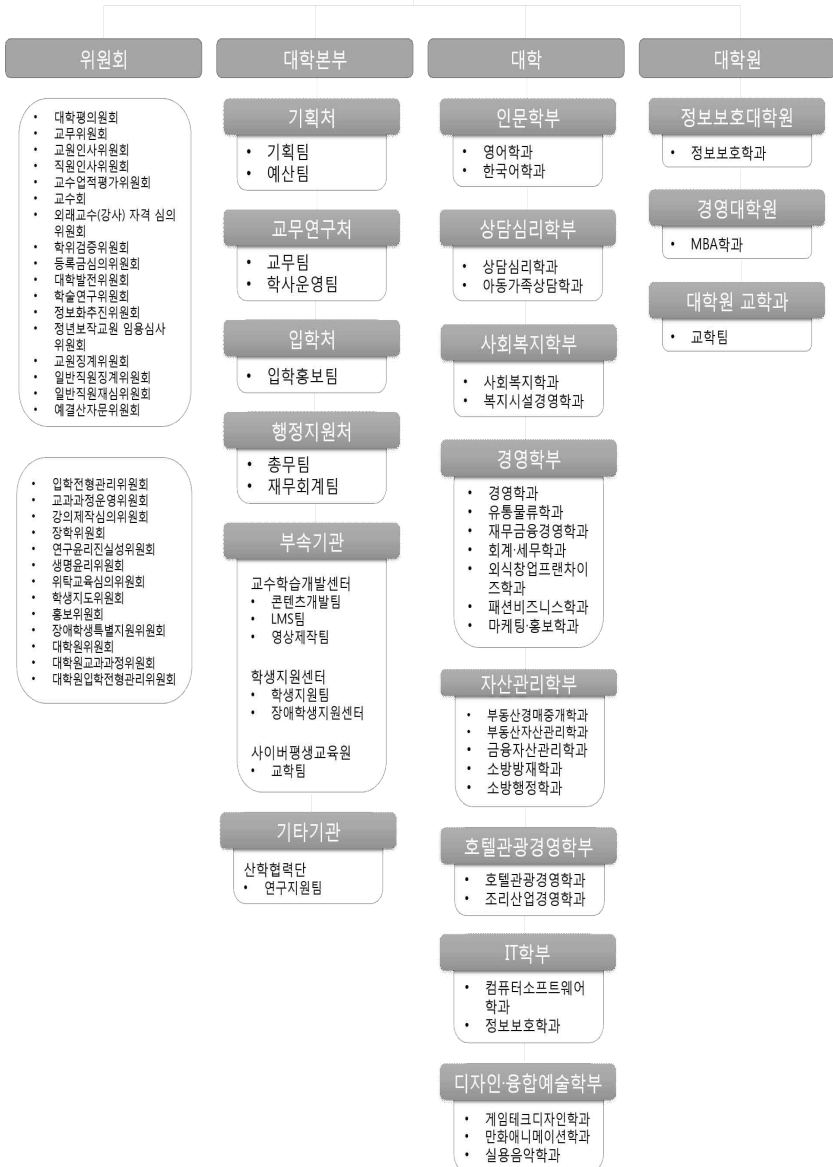 위원회
대학평의원회
교무위원회
교원인사위원회
직원인사위원회
교수업적평가위원회
교수회
외래교수(강사) 자격 심의
위원회
학위검증위원회
등록금심의위원회
대학발전위원회
학술연구위원회
정보화추진위원회
정년보작교원 임용심사
위원회
교원징계위원회
일반직원징계위원회
일반직원재심위원회
예결산자문위원회
입학전형관리위원회
교과과정운영위원회
강의제작심의위원회
장학위원회
연구윤리진실성위원회
생명윤리위원회
위탁교육심의위원회
학생지도위원회
홍보위원회
장애학생특별지원위원회
대학원위원회
대학원교과과정위원회
대학원입학전형관리위원회
대학본부
기획처
기획팀
예산팀
교무연구처
교무팀
학사운영팀
입학처
입학홍보팀
행정지원처
총무팀
재무회계팀
부속기관
교수학습개발센터
콘텐츠개발팀
LMS팀
영상제작팀
학생지원센터
학생지원팀
장애학생지원센터
사이버평생교육원
교학팀
기타기관
산학협력단
연구지원팀
대학
인문학부
영어학과
한국어학과
상담심리학부
상담심리학과
아동가족상담학과
사회복지학부
사회복지학과
복지시설경영학과
경영학부
경영학과
유통물류학과
재무금융경영학과
회계·세무학과
외식창업프랜차이
즈학과
패션비즈니스학과
마케팅·홍보학과
자산관리학부
부동산경매중개학과
부동산자산관리학과
금융자산관리학과
소방방재학과
소방행정학과
호텔관광경영학부
호텔관광경영학과
조리산업경영학과
IT학부
컴퓨터소프트웨어
학과
정보보호학과
디자인·융합예술학부
게임테크디자인학과
만화애니메이션학과
실용음악학과
대학원
정보보호대학원
정보보호학과
경영대학원
MBA학과
대학원 교학과
교학팀